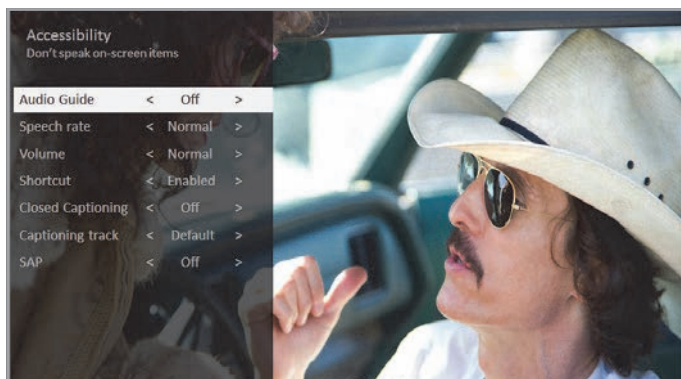 Accessibility
Don't speak on-screen items
Audio Guide < Off >
Speech rate < Normal >
Volume < Normal >
Shortcut < Enabled >
Closed Captioning < Off >
Captioning track < Default >
SAP < Off >